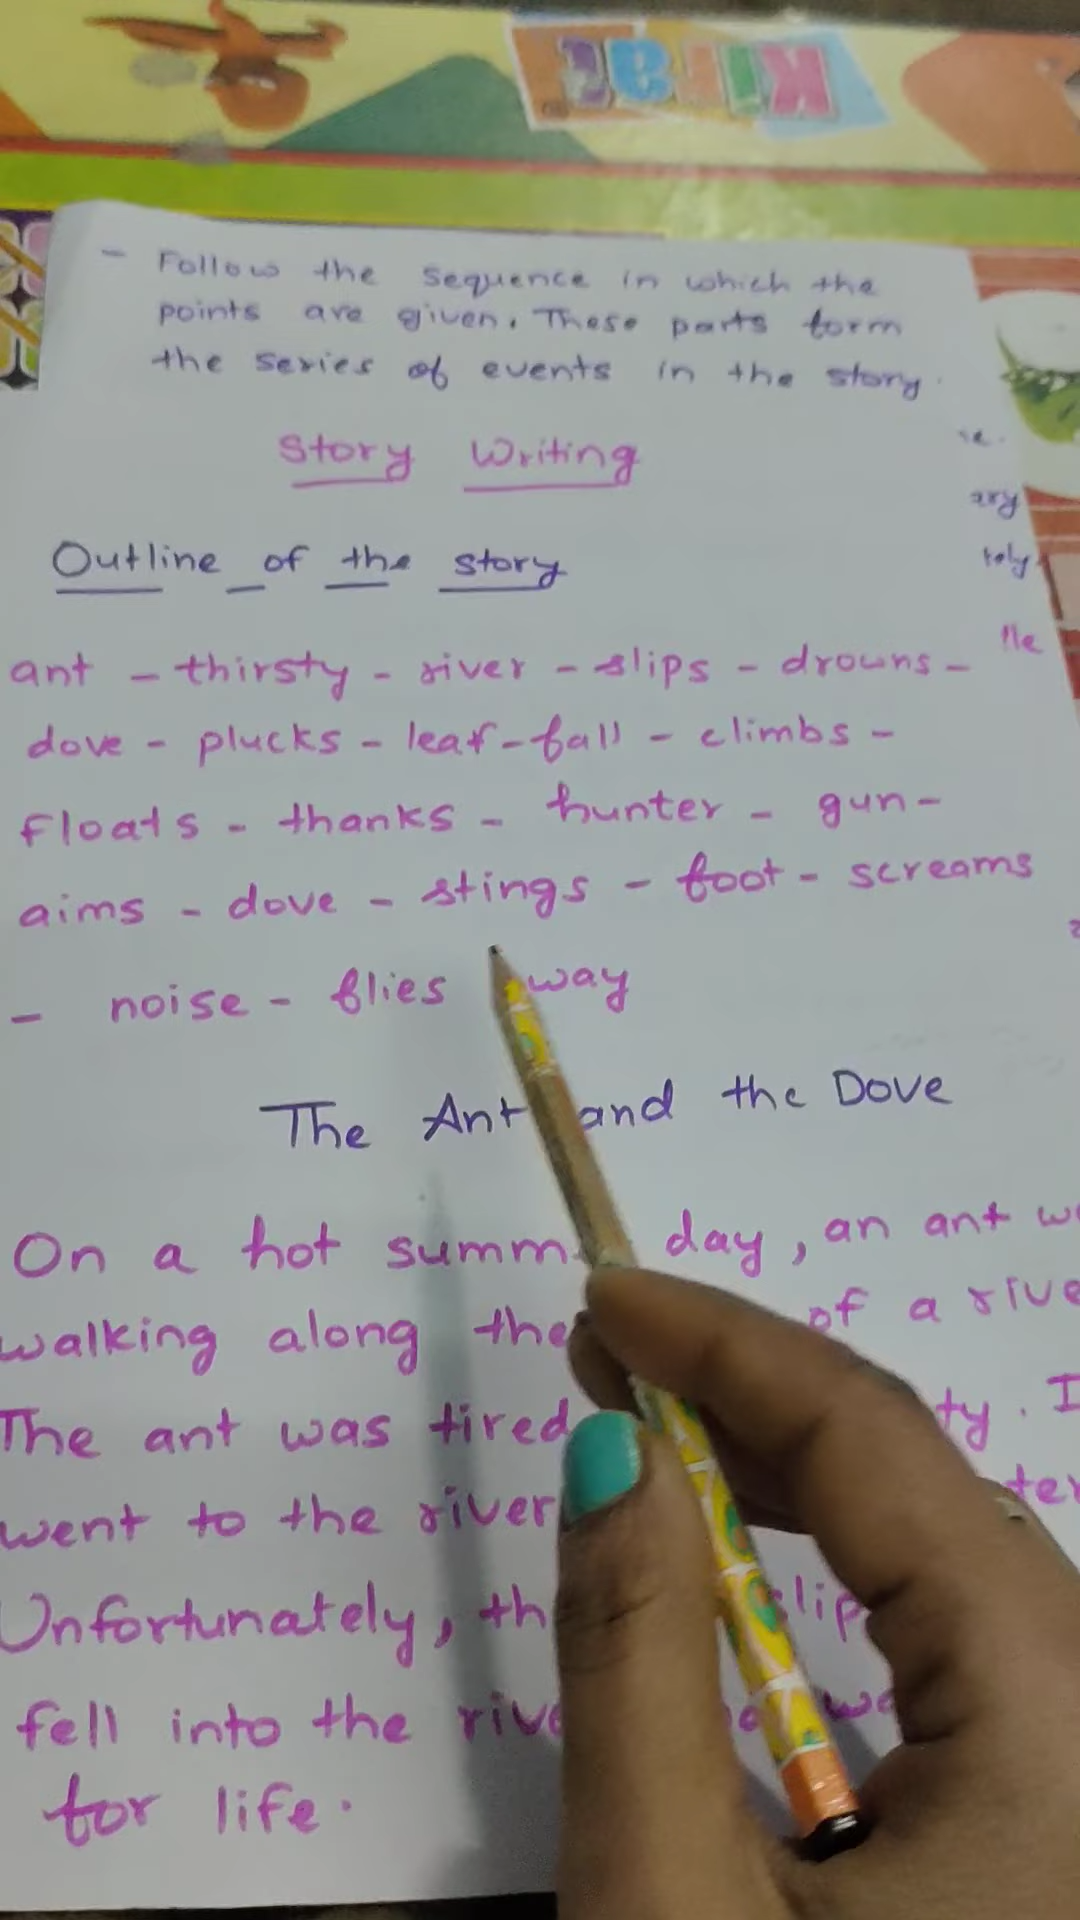 KIRAT
- Follow the sequence in which the
points are given. These parts form
the series of events in the story.
Story Writing
Outline of the story
ant - thirsty - river - slips - drowns -
dove - plucks - leaf - fall - climbs -
Floats - thanks - hunter - gun -
aims - dove - stings - foot - screams
- noise - flies way
The Ant and the Dove
On a hot summ day, an ant
walking along the of a rive
The ant was tired ty. I
went to the river
Unfortunately, th slip
fell into the rive
for life.